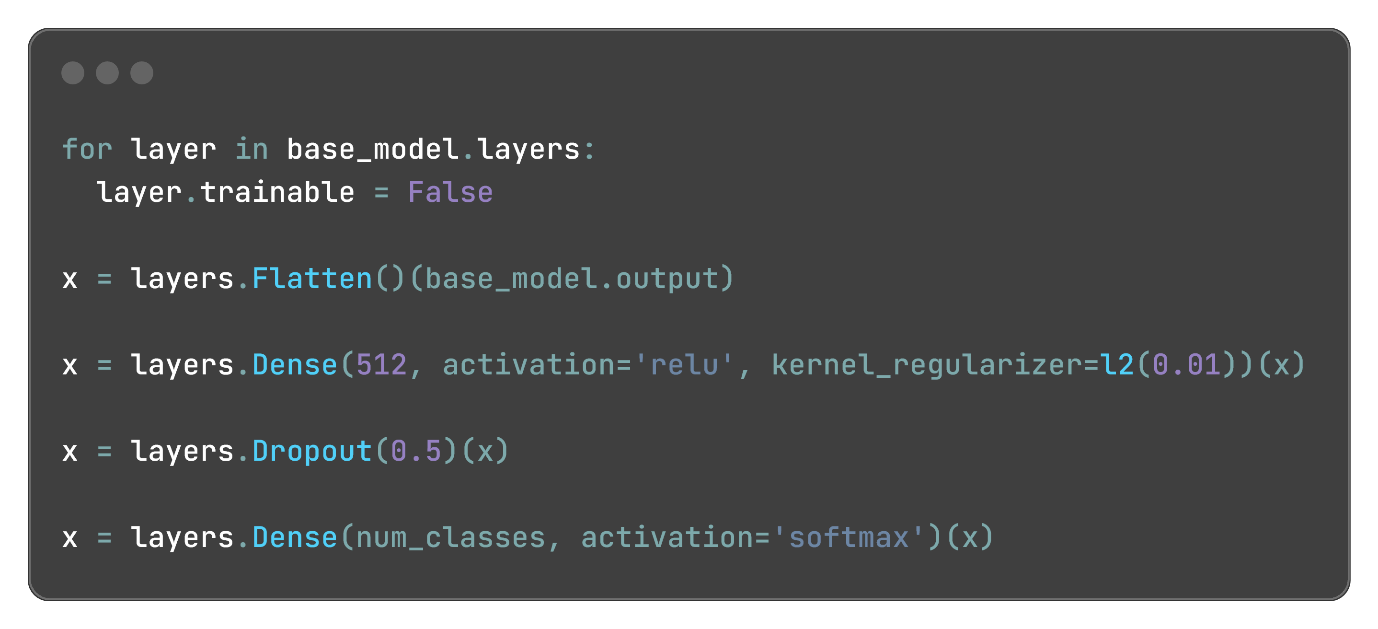 for layer in base_model.layers:
  layer.trainable = False
x = layers.Flatten()(base_model.output)
x = layers.Dense(512, activation='relu', kernel_regularizer=l2(0.01))(x)
x = layers.Dropout(0.5)(x)
x = layers.Dense(num_classes, activation='softmax')(x)